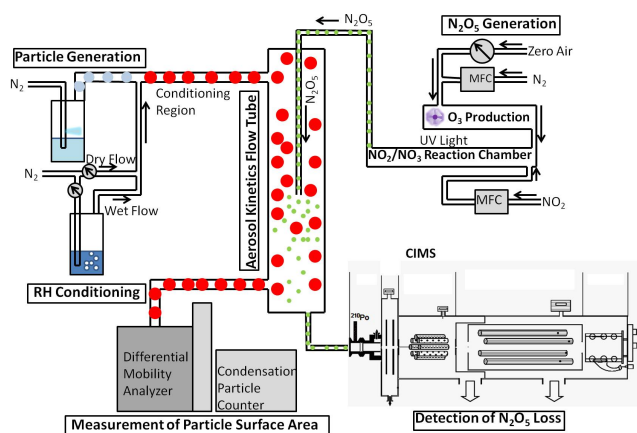 N₂O₅ Generation
N₂O₅
Zero Air
MFC
N₂
O₃ Production
UV Light
NO₂/NO₃ Reaction Chamber
MFC
NO₂
Particle Generation
N₂
Conditioning
Region
Dry Flow
N₂
Wet Flow
RH Conditioning
Aerosol Kinetics Flow Tube
N₂O₅
CIMS
²¹⁰Po
Differential
Mobility
Analyzer
Condensation
Particle
Counter
Measurement of Particle Surface Area
Detection of N₂O₅ Loss